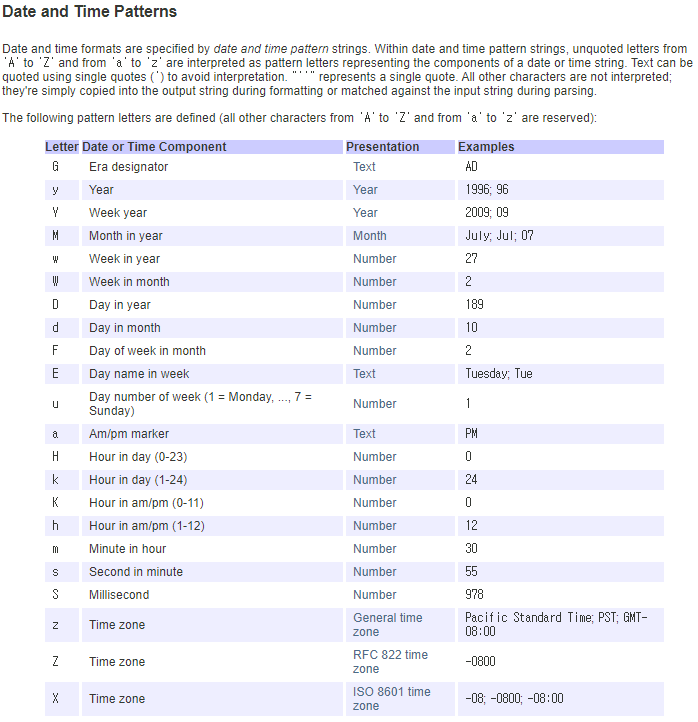 Date and Time Patterns
Date and time formats are specified by date and time pattern strings. Within date and time pattern strings, unquoted letters from
'A' to 'Z' and from 'a' to 'z' are interpreted as pattern letters representing the components of a date or time string. Text can be
quoted using single quotes (') to avoid interpretation. "''" represents a single quote. All other characters are not interpreted;
they're simply copied into the output string during formatting or matched against the input string during parsing.
The following pattern letters are defined (all other characters from 'A' to 'Z' and from 'a' to 'z' are reserved):
Letter Date or Time Component Presentation Examples
G Era designator Text AD
y Year Year 1996; 96
Y Week year Year 2009; 09
M Month in year Month July; Jul; 07
w Week in year Number 27
W Week in month Number 2
D Day in year Number 189
d Day in month Number 10
F Day of week in month Number 2
E Day name in week Text Tuesday; Tue
u Day number of week (1 = Monday, ..., 7 =
Sunday) Number 1
a Am/pm marker Text PM
H Hour in day (0-23) Number 0
k Hour in day (1-24) Number 24
K Hour in am/pm (0-11) Number 0
h Hour in am/pm (1-12) Number 12
m Minute in hour Number 30
s Second in minute Number 55
S Millisecond Number 978
z Time zone General time
zone Pacific Standard Time; PST; GMT-
08:00
Z Time zone RFC 822 time
zone -0800
X Time zone ISO 8601 time
zone -08; -0800; -08:00